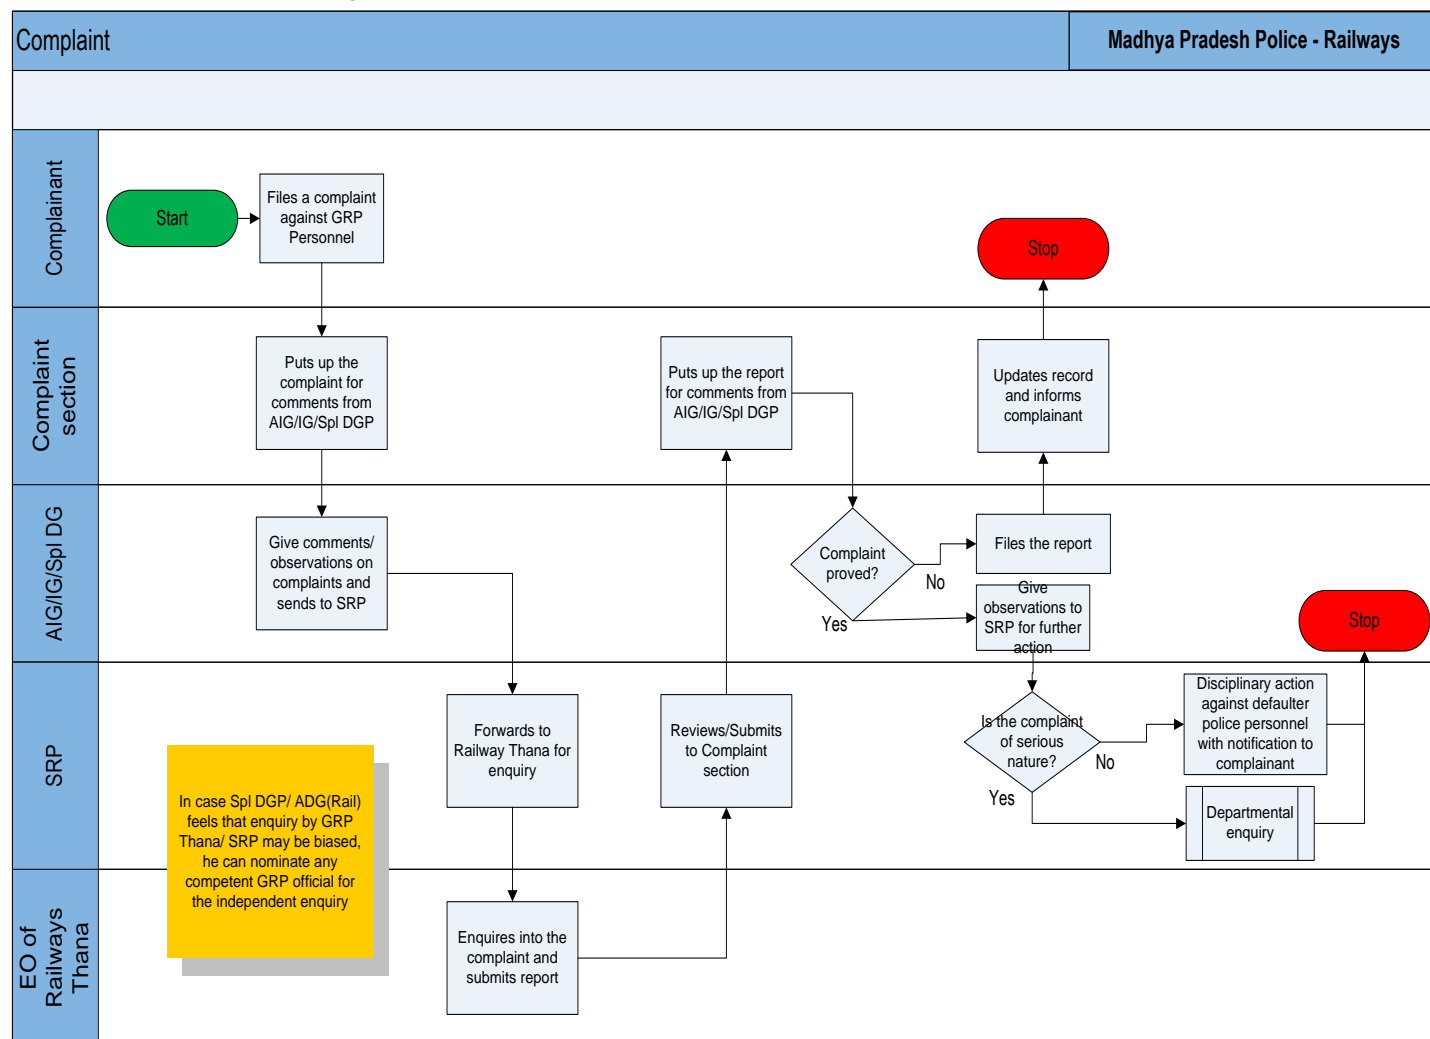 Complaint
Madhya Pradesh Police - Railways
Complainant
Start
Files a complaint
against GRP
Personnel
Stop
Complaint
section
Puts up the
complaint for
comments from
AIG/IG/Spl DGP
Puts up the report
for comments from
AIG/IG/Spl DGP
Updates record
and informs
complainant
AIG/IG/Spl DG
Give comments/
observations on
complaints and
sends to SRP
Complaint
proved?
No
Yes
Files the report
Give
observations to
SRP for further
action
Stop
SRP
In case Spl DGP/ ADG(Rail)
feels that enquiry by GRP
Thana/ SRP may be biased,
he can nominate any
competent GRP official for
the independent enquiry
Forwards to
Railway Thana for
enquiry
Reviews/Submits
to Complaint
section
Is the complaint
of serious
nature?
No
Yes
Disciplinary action
against defaulter
police personnel
with notification to
complainant
Departmental
enquiry
EO of
Railways
Thana
Enquires into the
complaint and
submits report